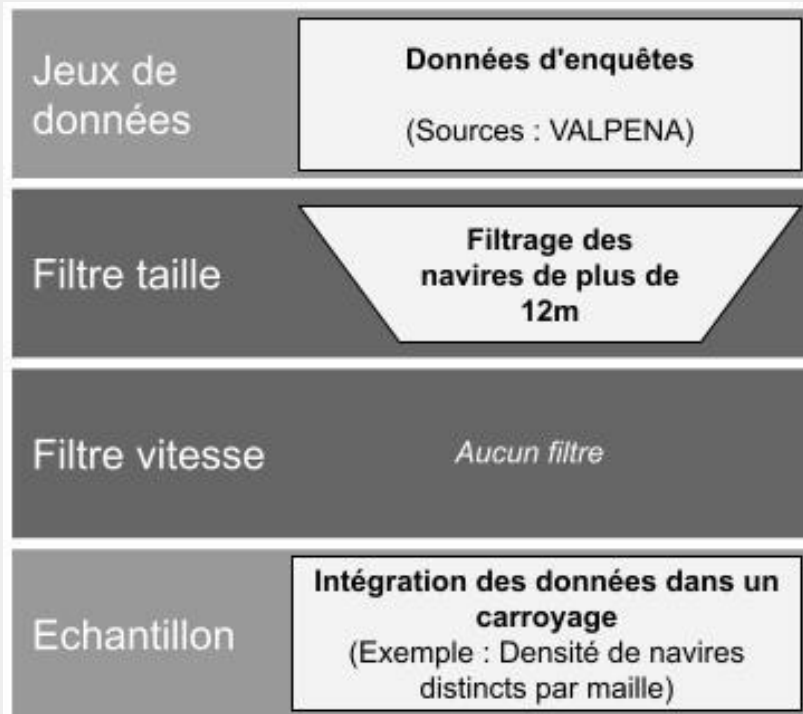 Jeux de
données
Données d'enquêtes
(Sources : VALPENA)
Filtre taille
Filtrage des
navires de plus de
12m
Filtre vitesse
Aucun filtre
Echantillon
Intégration des données dans un
carroyage
(Exemple : Densité de navires
distincts par maille)